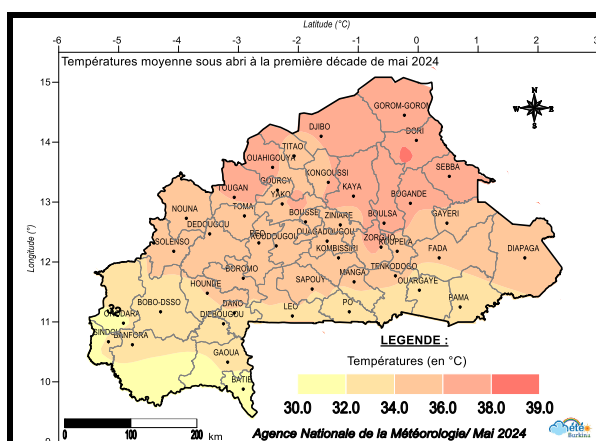 Latitude (°C)
-6 -5 -4 -3 -2 -1 0 1 2 3
Températures moyenne sous abri à la première décade de mai 2024
15
GOROM-GOROM
N
W E
S
14
DJIBO
DORI
TITAO
OUAHIGOUYA
KONGOUSSI
SEBBA
GOURCY
TOUGAN
KAYA
13
YAKO
BOGANDE
NOUNA
TOMA
BOUSSE
ZINIARE
BOULSA
GAYERI
DEDOUGOU
REO
OUAGADOUGOU
ZORGHO
SOLENSO
KOUDOUGOU
KOMBISSIRI
KOUPELA
FADA
DIAPAGA
12
BOROMO
SAPOUY
MANGA
TENKODOGO
HOUNDE
OUARGAYE
BOBO-DSSO
DANO
LEO
PO
PAMA
ORODARA
DIEBOUGOU
11
SINDOU
BANFORA
GAOUA
10
BATIE
9
Longitude (°C)
LEGENDE :
Températures (en °C)
30.0 32.0 34.0 36.0 38.0 39.0
0 100 200
km
Agence Nationale de la Météorologie/ Mai 2024
Burkina